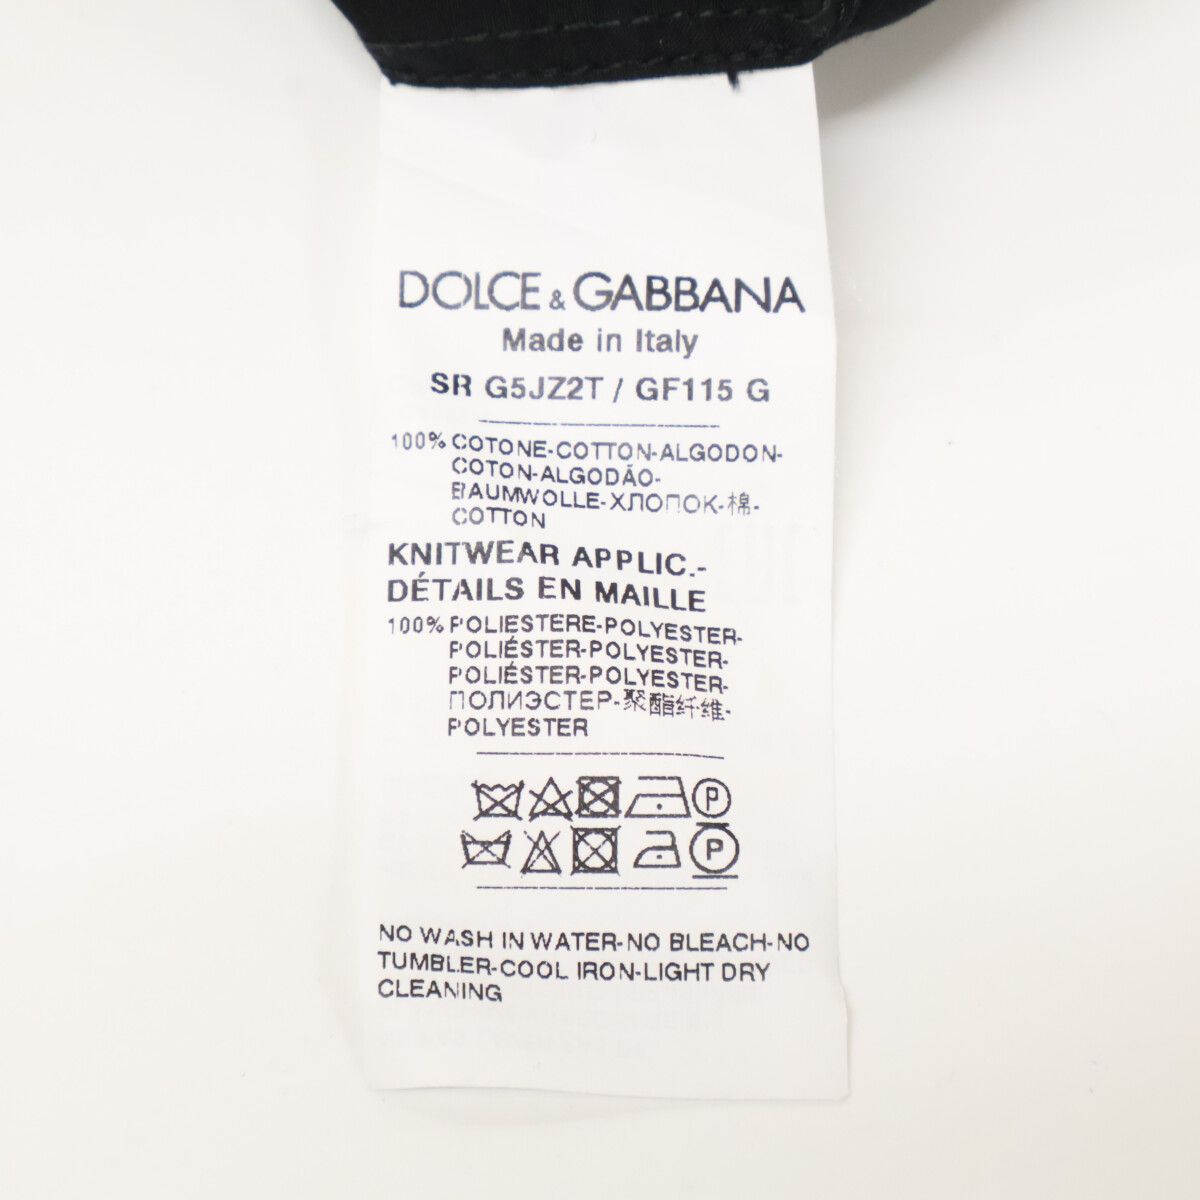 DOLCE & GABBANA
Made in Italy
SR G5JZ2T / GF115 G
100% COTONE-COTTON-ALGODON-
COTON-ALGODÃO-
BAUMWOLLE-ХЛОПОК-棉-
COTTON
KNITWEAR APPLIC.-
DÉTAILS EN MAILLE
100% POLIESTERE-POLYESTER-
POLIÉSTER-POLYESTER-
POLIÉSTER-POLYESTER-
ПОЛИЭСТЕР-聚酯纤维-
POLYESTER
P
P
NO WASH IN WATER-NO BLEACH-NO
TUMBLER-COOL IRON-LIGHT DRY
CLEANING